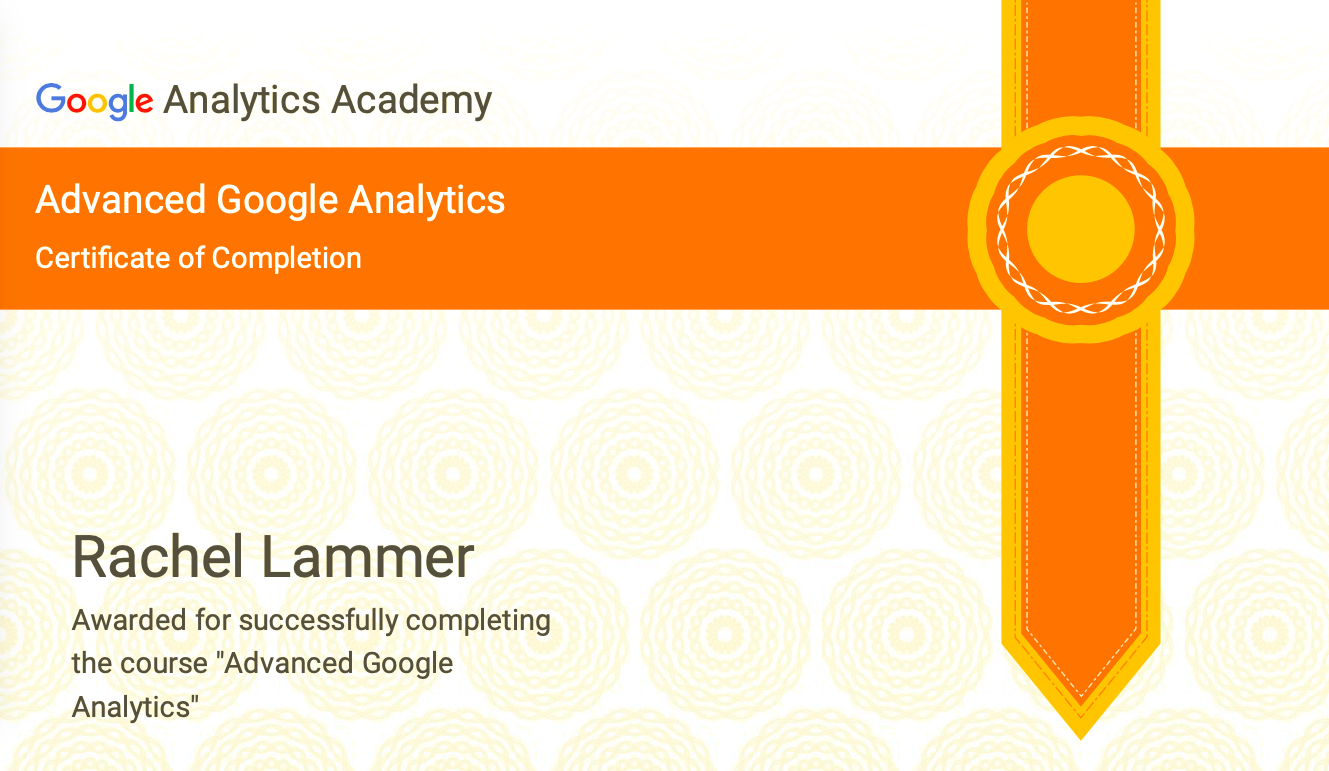 Google Analytics Academy
Advanced Google Analytics
Certificate of Completion
Rachel Lammer
Awarded for successfully completing
the course "Advanced Google
Analytics"